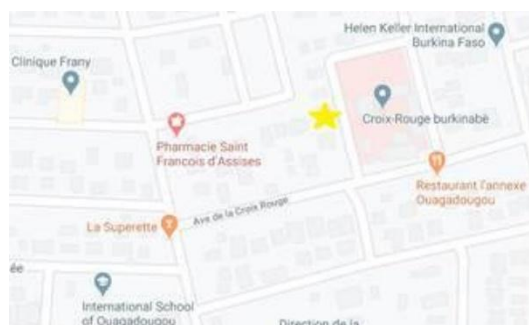 Helen Keller International
Burkina Faso
Clinique Frany
Croix-Rouge burkinabè
Pharmacie Saint
Francois d'Assises
Restaurant l'annexe
Ouagadougou
Ave de la Croix Rouge
La Superette
ée
International School
of Ouagadougou
Direction de la